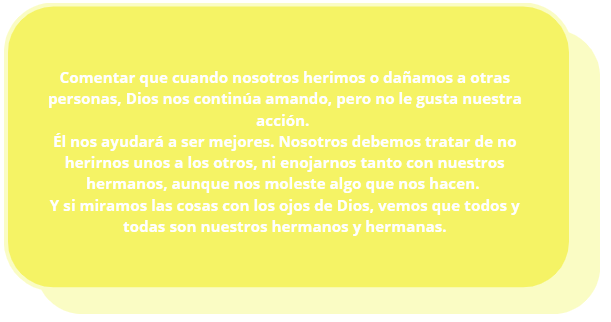 Comentar que cuando nosotros herimos o dañamos a otras
personas, Dios nos continúa amando, pero no le gusta nuestra
acción.
Él nos ayudará a ser mejores. Nosotros debemos tratar de no
herirnos unos a los otros, ni enojarnos tanto con nuestros
hermanos, aunque nos moleste algo que nos hacen.
Y si miramos las cosas con los ojos de Dios, vemos que todos y
todas son nuestros hermanos y hermanas.